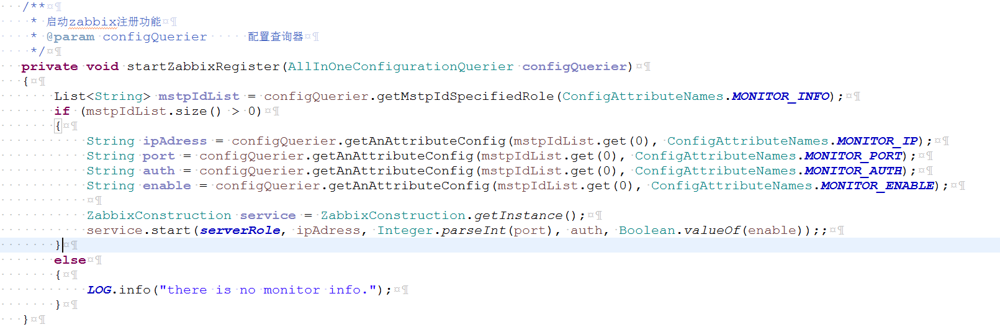 /**
* 启动zabbix注册功能
* @param configQuerier 配置查询器
*/
private void startZabbixRegister(AllInOneConfigurationQuerier configQuerier)
{
List<String> mstpIdList = configQuerier.getMstpIdSpecifiedRole(ConfigAttributeNames.MONITOR_INFO);
if (mstpIdList.size() > 0)
{
String ipAdress = configQuerier.getAnAttributeConfig(mstpIdList.get(0), ConfigAttributeNames.MONITOR_IP);
String port = configQuerier.getAnAttributeConfig(mstpIdList.get(0), ConfigAttributeNames.MONITOR_PORT);
String auth = configQuerier.getAnAttributeConfig(mstpIdList.get(0), ConfigAttributeNames.MONITOR_AUTH);
String enable = configQuerier.getAnAttributeConfig(mstpIdList.get(0), ConfigAttributeNames.MONITOR_ENABLE);
ZabbixConstruction service = ZabbixConstruction.getInstance();
service.start(serverRole, ipAdress, Integer.parseInt(port), auth, Boolean.valueOf(enable));;
}
else
{
LOG.info("there is no monitor info.");
}
}